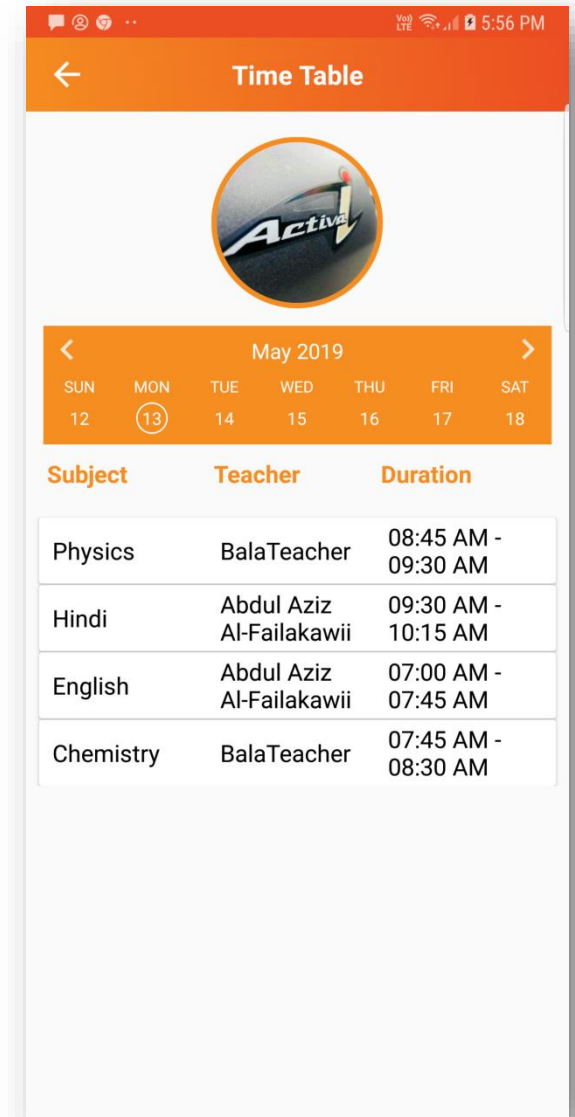 Voo) LTE 5:56 PM
Time Table
Activa i
May 2019
SUN MON TUE WED THU FRI SAT
12 13 14 15 16 17 18
Subject Teacher Duration
Physics BalaTeacher 08:45 AM -
09:30 AM
Hindi Abdul Aziz 09:30 AM -
Al-Failakawii 10:15 AM
English Abdul Aziz 07:00 AM -
Al-Failakawii 07:45 AM
Chemistry BalaTeacher 07:45 AM -
08:30 AM